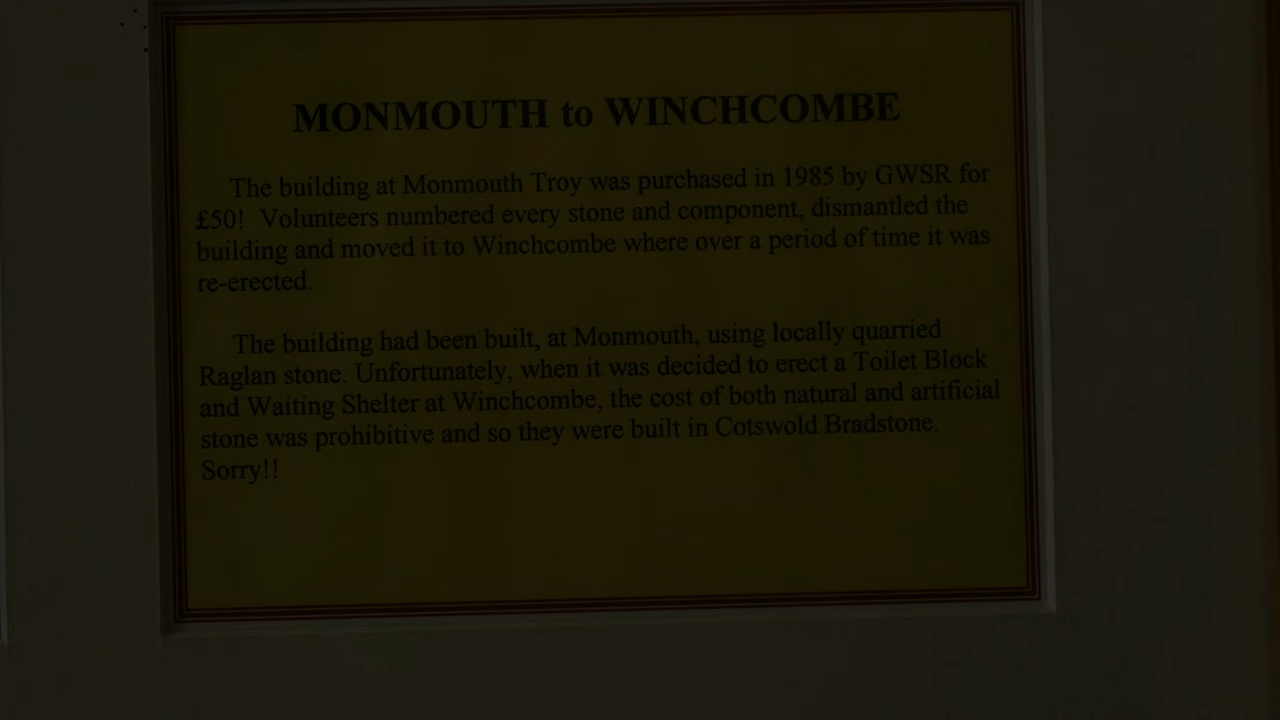 MONMOUTH to WINCHCOMBE
The building at Monmouth Troy was purchased in 1985 by GWSR for
£50! Volunteers numbered every stone and component, dismantled the
building and moved it to Winchcombe where over a period of time it was
re-erected.
The building had been built, at Monmouth, using locally quarried
Raglan stone. Unfortunately, when it was decided to erect a Toilet Block
and Waiting Shelter at Winchcombe, the cost of both natural and artificial
stone was prohibitive and so they were built in Cotswold Bradstone.
Sorry!!